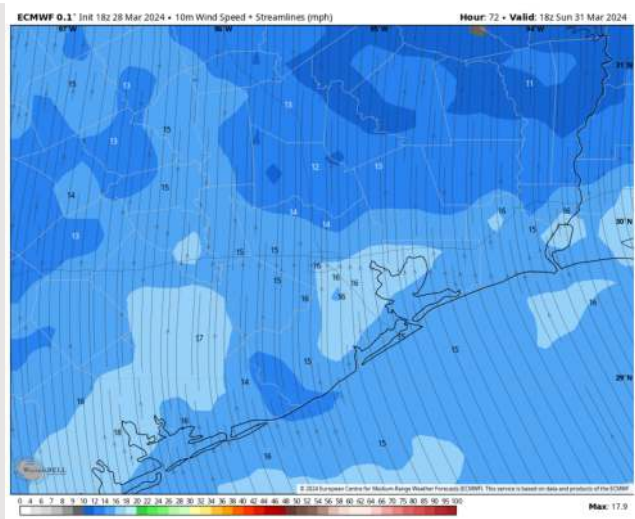 ECMWF 0.1° Init 18z 28 Mar 2024 • 10m Wind Speed + Streamlines (mph) Hour: 72 • Valid: 18z Sun 31 Mar 2024
97°W 96°W 95°W 94°W
31°N
13 11
13
15
13
12 10
15
14
14 16 16
14 30°N
13 15
15 15
16
15 16 16
16 16
17
15 15
14 29°N
16
16
16 15
16
WeatherBELL
© 2024 European Centre for Medium-Range Weather Forecasts (ECMWF). This service is based on data and products of the ECMWF
0 4 6 7 8 9 10 12 14 16 18 20 21 22 24 26 28 30 32 34 36 38 40 42 44 46 48 50 52 54 56 58 60 65 70 75 80 85 90 95 100
Max: 17.9